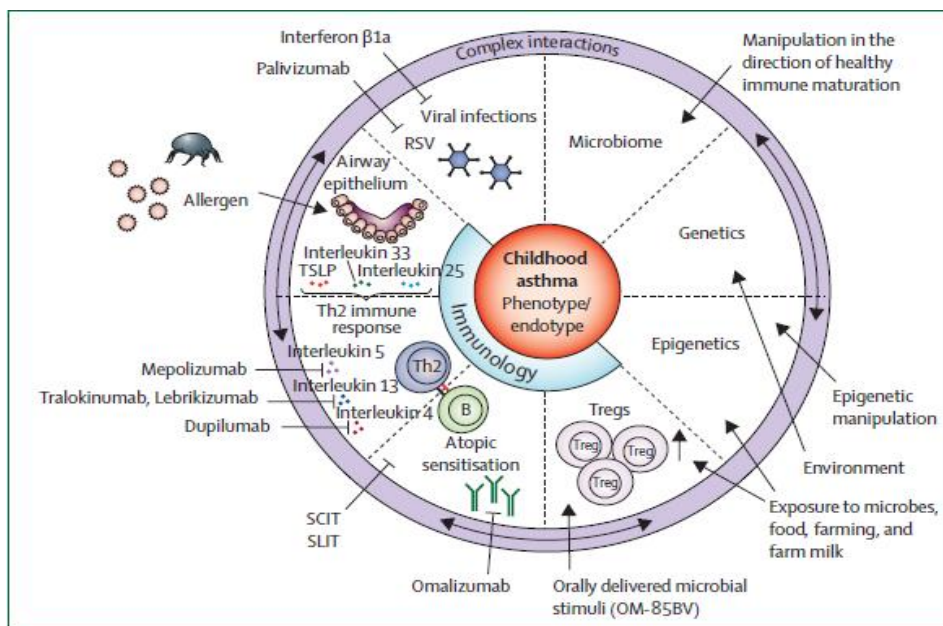 Interferon β1a
Palivizumab
Complex interactions
Manipulation in the
direction of healthy
immune maturation
Viral infections
RSV
Microbiome
Airway
epithelium
Allergen
Interleukin 33
TSLP
Interleukin 25
Th2 immune
response
Childhood
asthma
Phenotype/
endotype
Immunology
Genetics
Epigenetics
Interleukin 5
Mepolizumab
Interleukin 13
Tralokinumab, Lebrikizumab
Interleukin 4
Dupilumab
Th2
B
Atopic
sensitisation
Tregs
Treg
Treg
Treg
Epigenetic
manipulation
Environment
Exposure to microbes,
food, farming, and
farm milk
SCIT
SLIT
Omalizumab
Orally delivered microbial
stimuli (OM-85BV)